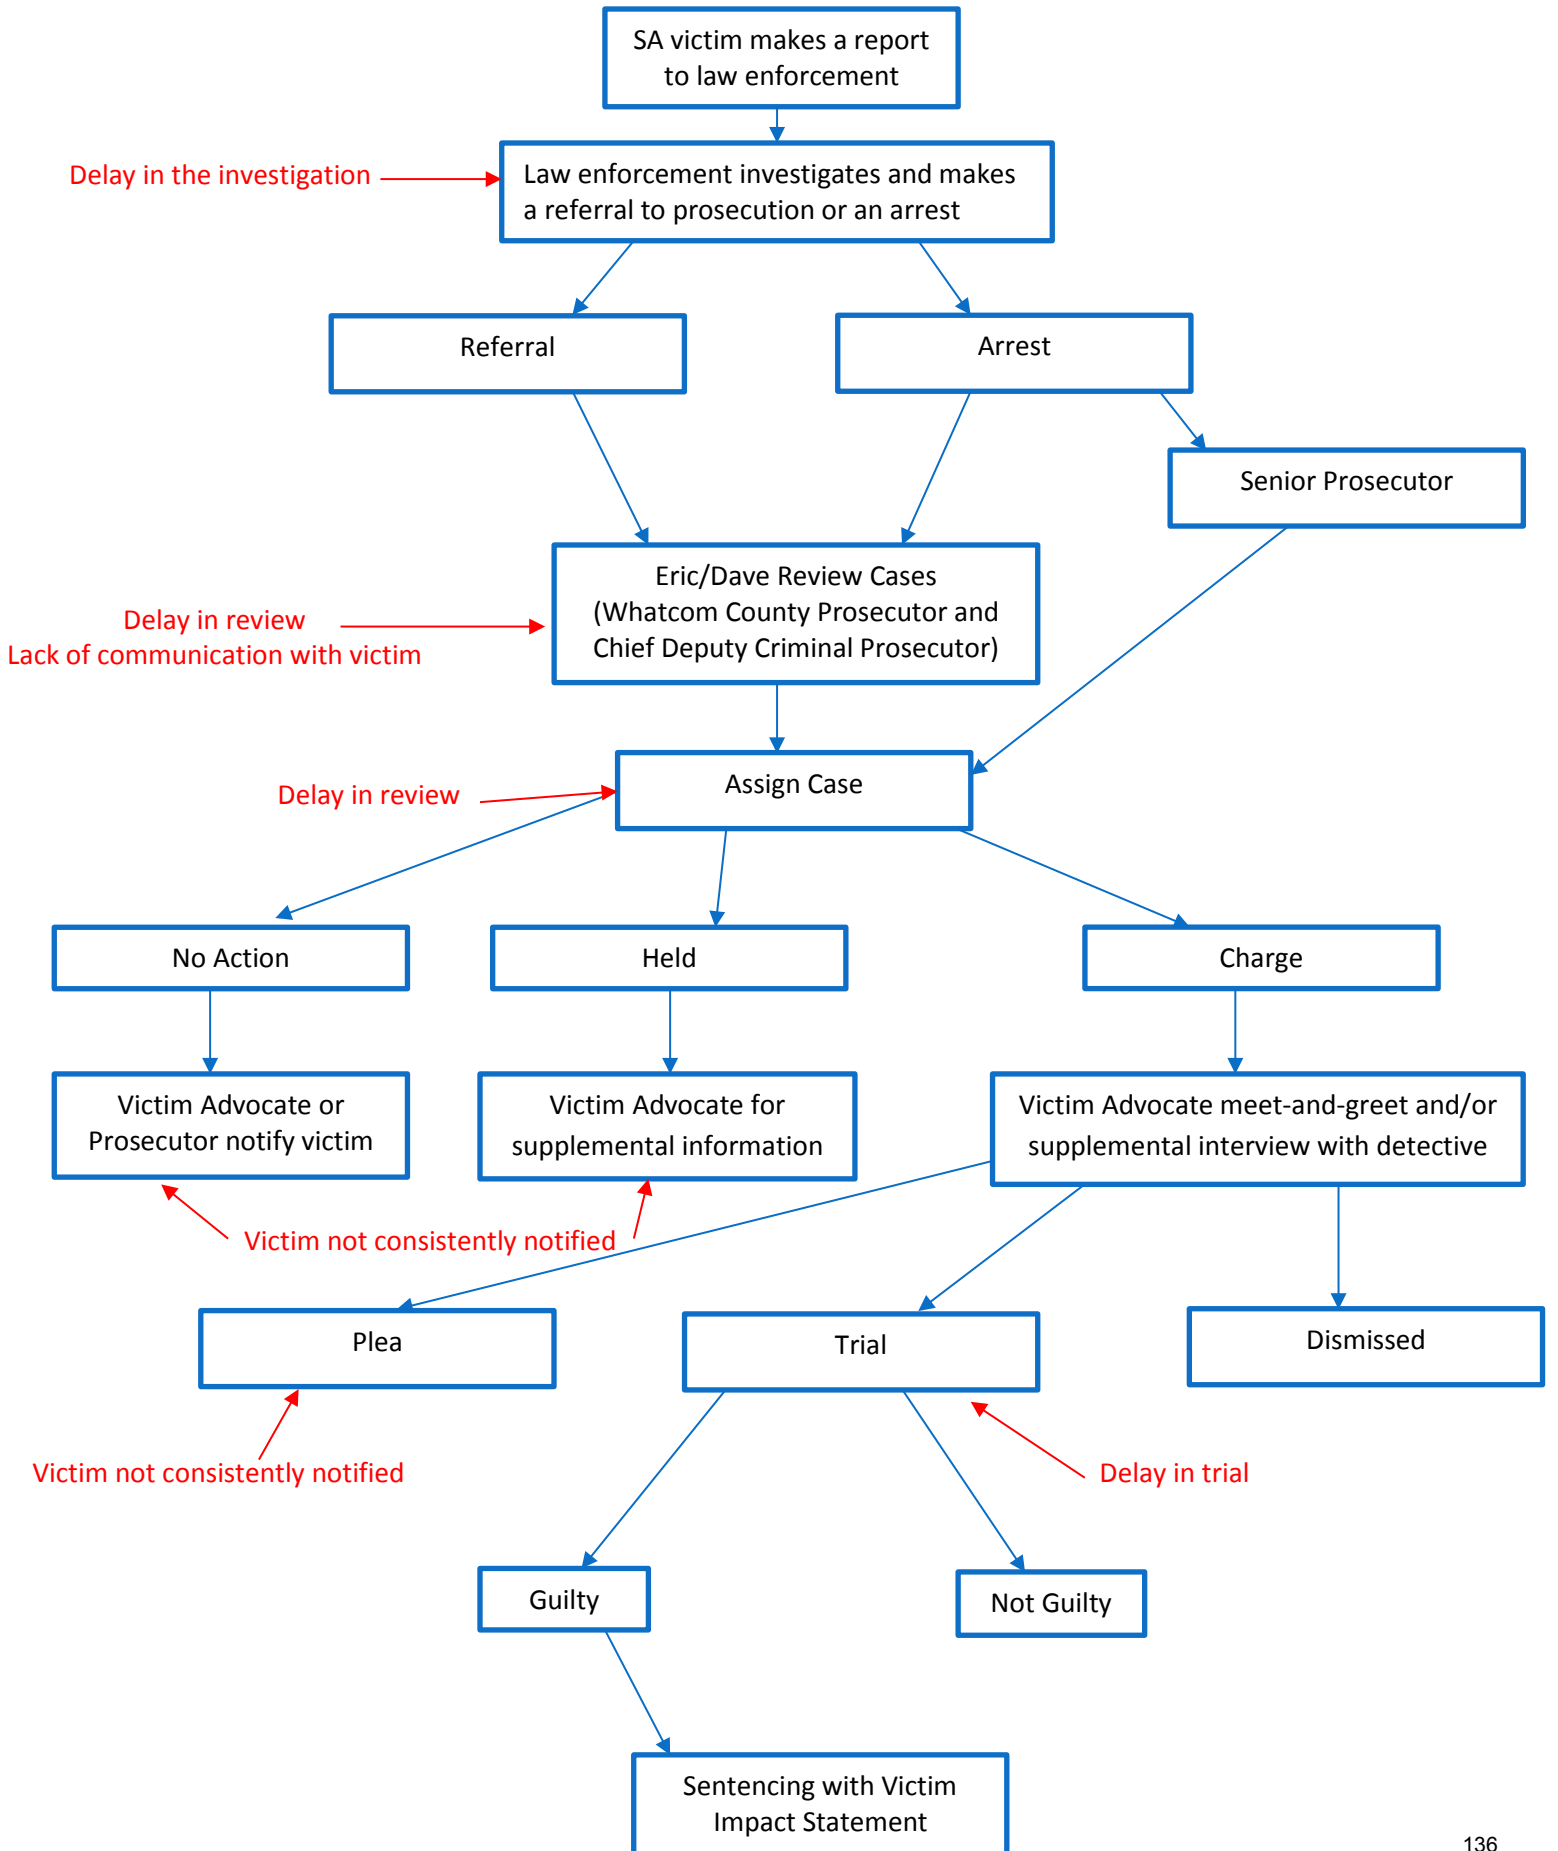 SA victim makes a report
to law enforcement
Delay in the investigation
Law enforcement investigates and makes
a referral to prosecution or an arrest
Referral
Arrest
Senior Prosecutor
Eric/Dave Review Cases
(Whatcom County Prosecutor and
Chief Deputy Criminal Prosecutor)
Delay in review
Lack of communication with victim
Assign Case
Delay in review
No Action
Held
Charge
Victim Advocate or
Prosecutor notify victim
Victim Advocate for
supplemental information
Victim Advocate meet-and-greet and/or
supplemental interview with detective
Victim not consistently notified
Plea
Trial
Dismissed
Victim not consistently notified
Delay in trial
Guilty
Not Guilty
Sentencing with Victim
Impact Statement
136